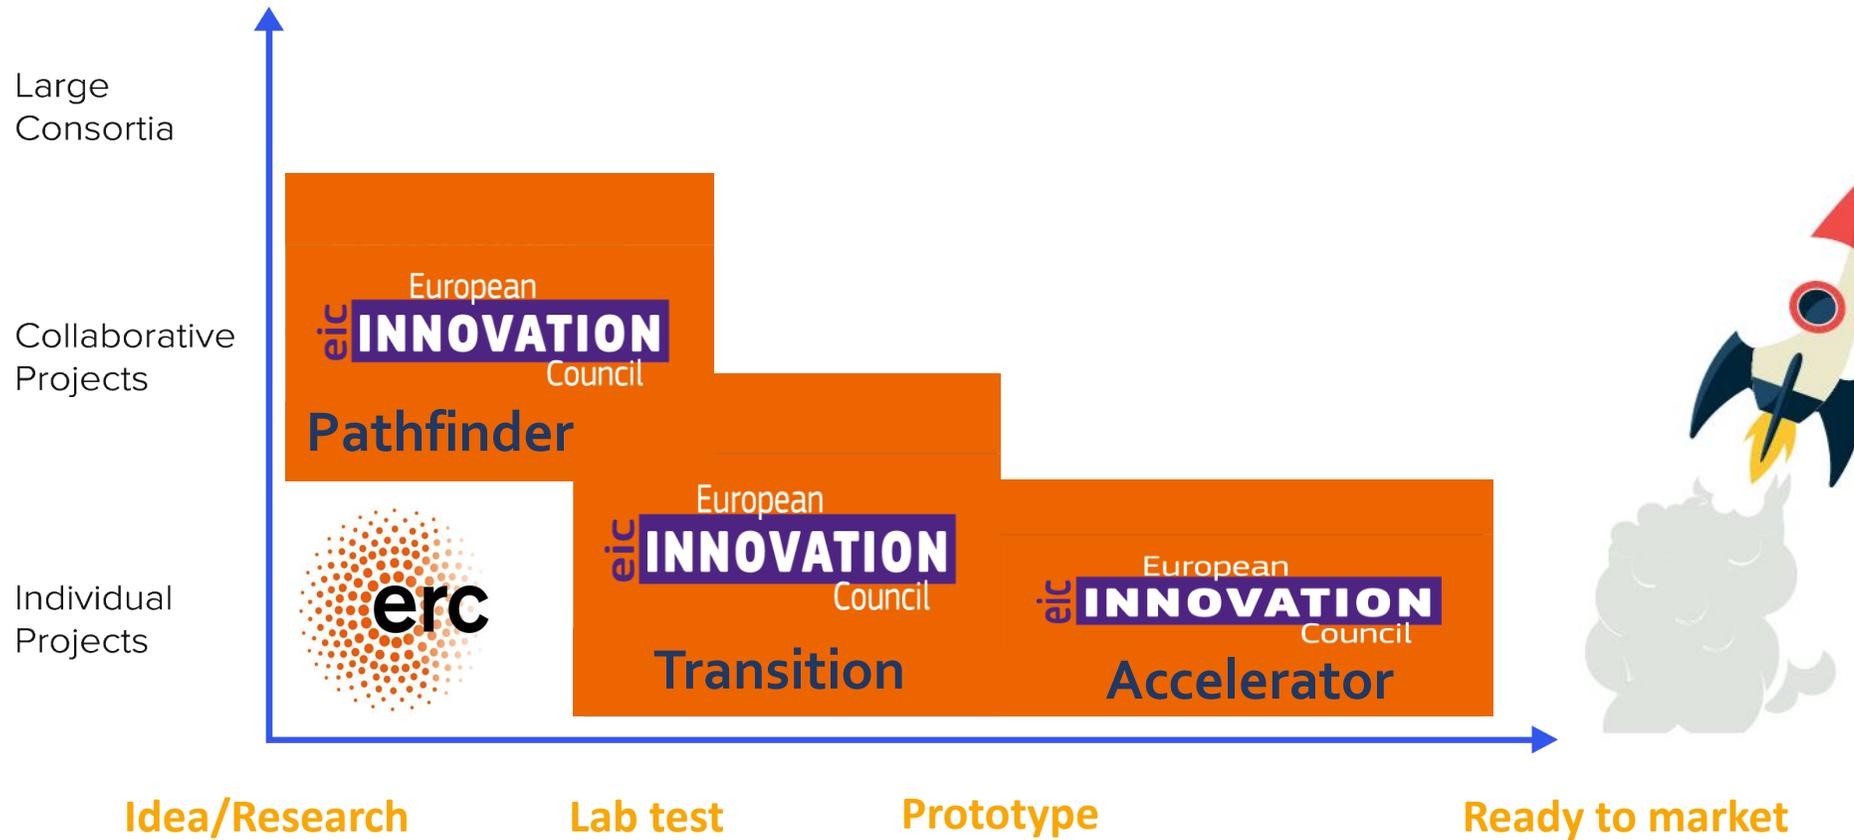 Large
Consortia
Collaborative
Projects
Individual
Projects
European
eic INNOVATION
Council
Pathfinder
erc
European
eic INNOVATION
Council
Transition
European
eic INNOVATION
Council
Accelerator
Idea/Research
Lab test
Prototype
Ready to market